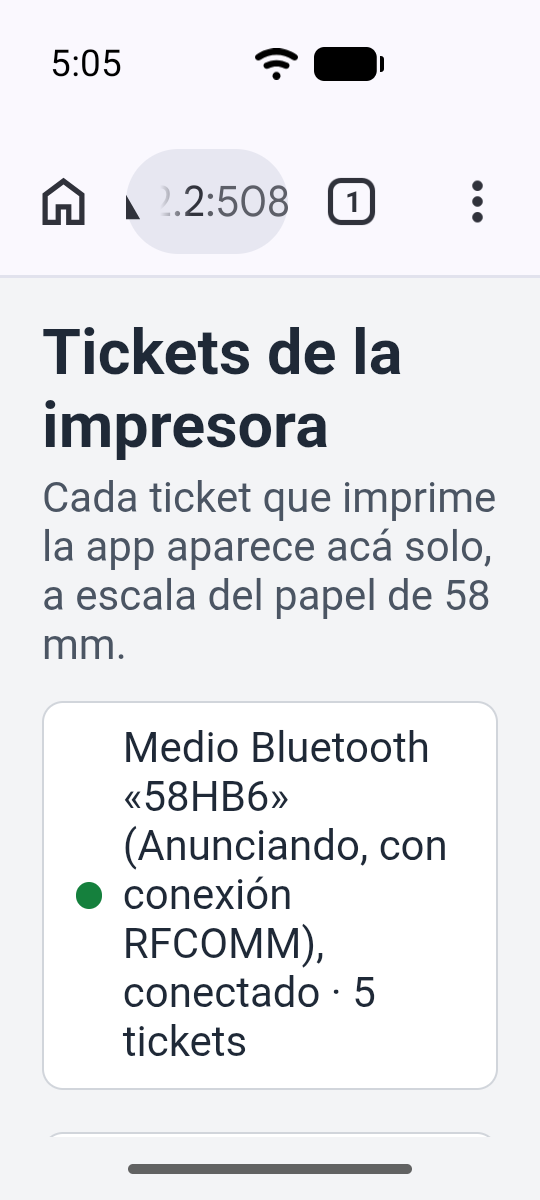 5:05
2.2:508
1
Tickets de la
impresora
Cada ticket que imprime
la app aparece acá solo,
a escala del papel de 58
mm.
Medio Bluetooth
«58HB6»
(Anunciando, con
conexión
RFCOMM),
conectado · 5
tickets